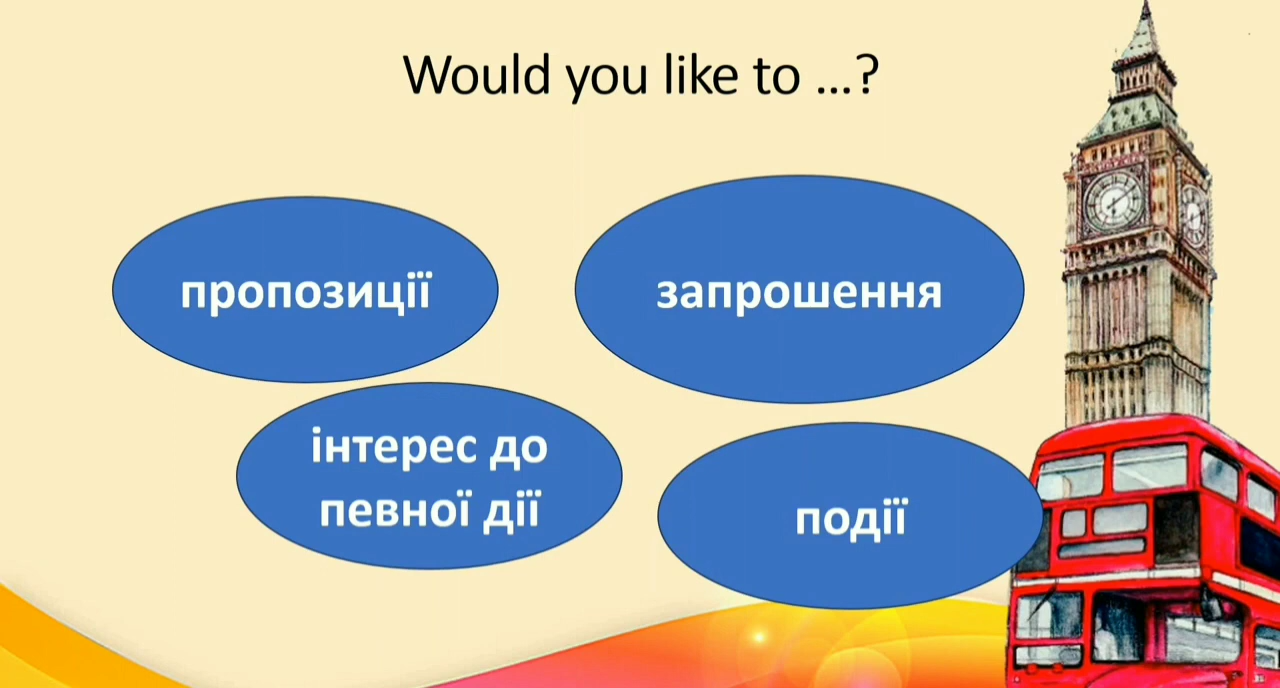 Would you like to ...?
пропозиції
запрошення
інтерес до
певної дії
події